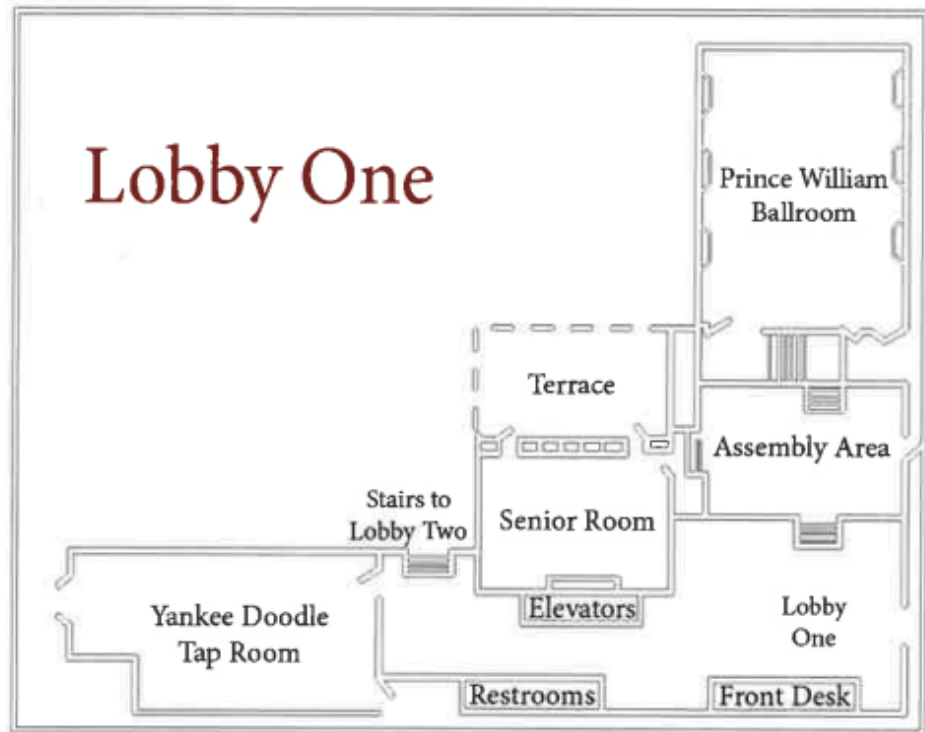 Lobby One
Prince William
Ballroom
Terrace
Assembly Area
Stairs to
Lobby Two
Senior Room
Yankee Doodle
Tap Room
Elevators
Lobby
One
Restrooms
Front Desk